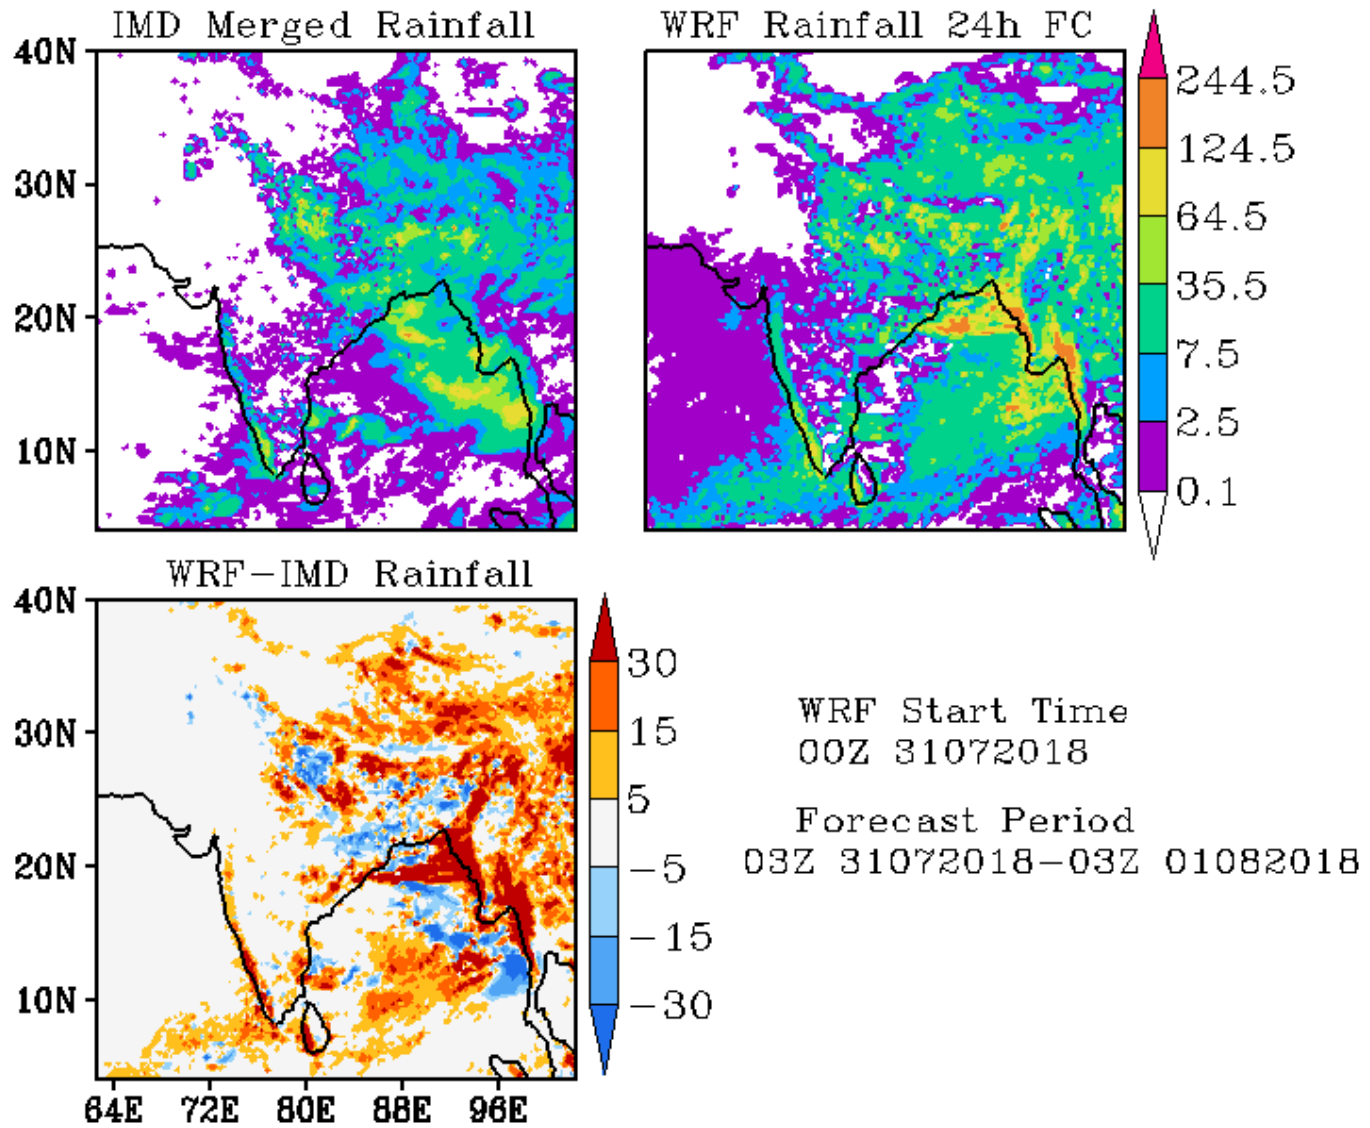 IMD Merged Rainfall
WRF Rainfall 24h FC
40N
30N
20N
10N
244.5
124.5
64.5
35.5
7.5
2.5
0.1
WRF-IMD Rainfall
40N
30N
20N
10N
64E 72E 80E 88E 96E
30
15
5
-5
-15
-30
WRF Start Time
00Z 31072018
Forecast Period
03Z 31072018-03Z 01082018